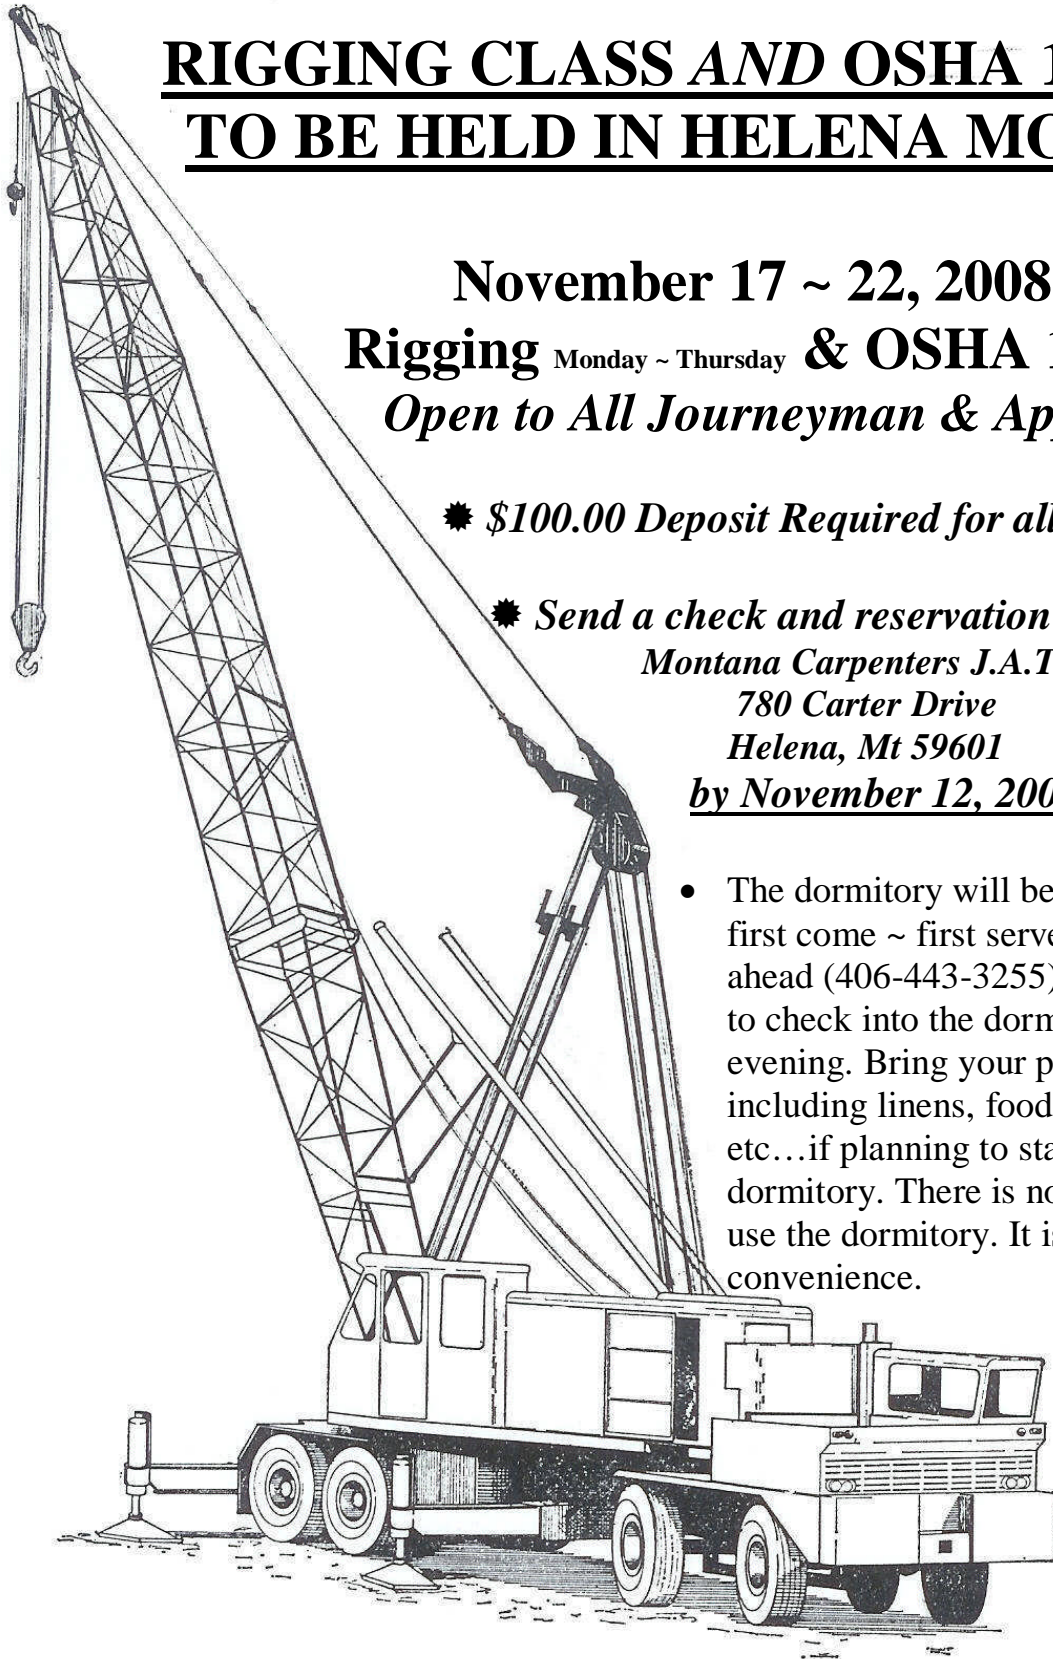 RIGGING CLASS AND OSHA 1
TO BE HELD IN HELENA MO
November 17 ~ 22, 2008
Rigging Monday ~ Thursday & OSHA 1
Open to All Journeyman & Ap
✹ $100.00 Deposit Required for all
✹ Send a check and reservation
Montana Carpenters J.A.T
780 Carter Drive
Helena, Mt 59601
by November 12, 200
• The dormitory will be
first come ~ first serve
ahead (406-443-3255)
to check into the dorm
evening. Bring your p
including linens, food
etc…if planning to sta
dormitory. There is no
use the dormitory. It is
convenience.